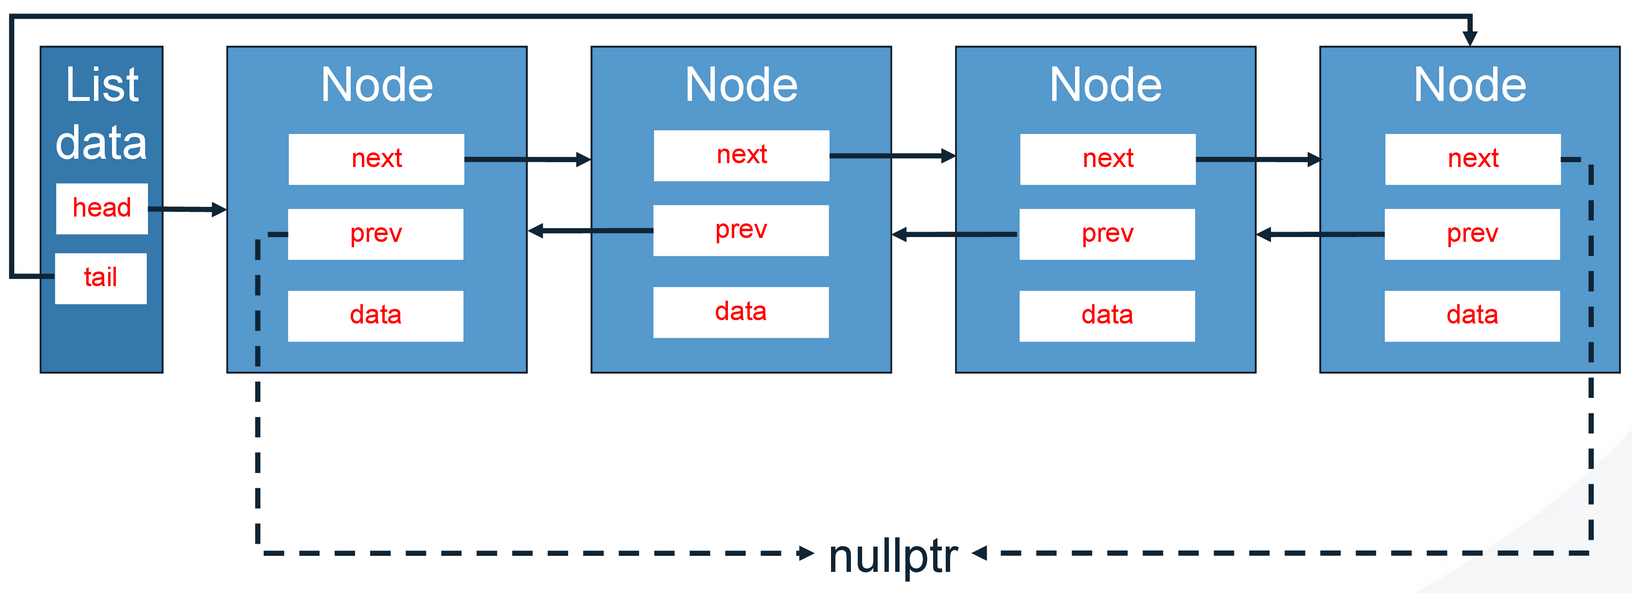 List
data
head
tail
Node
next
prev
data
Node
next
prev
data
Node
next
prev
data
Node
next
prev
data
nullptr